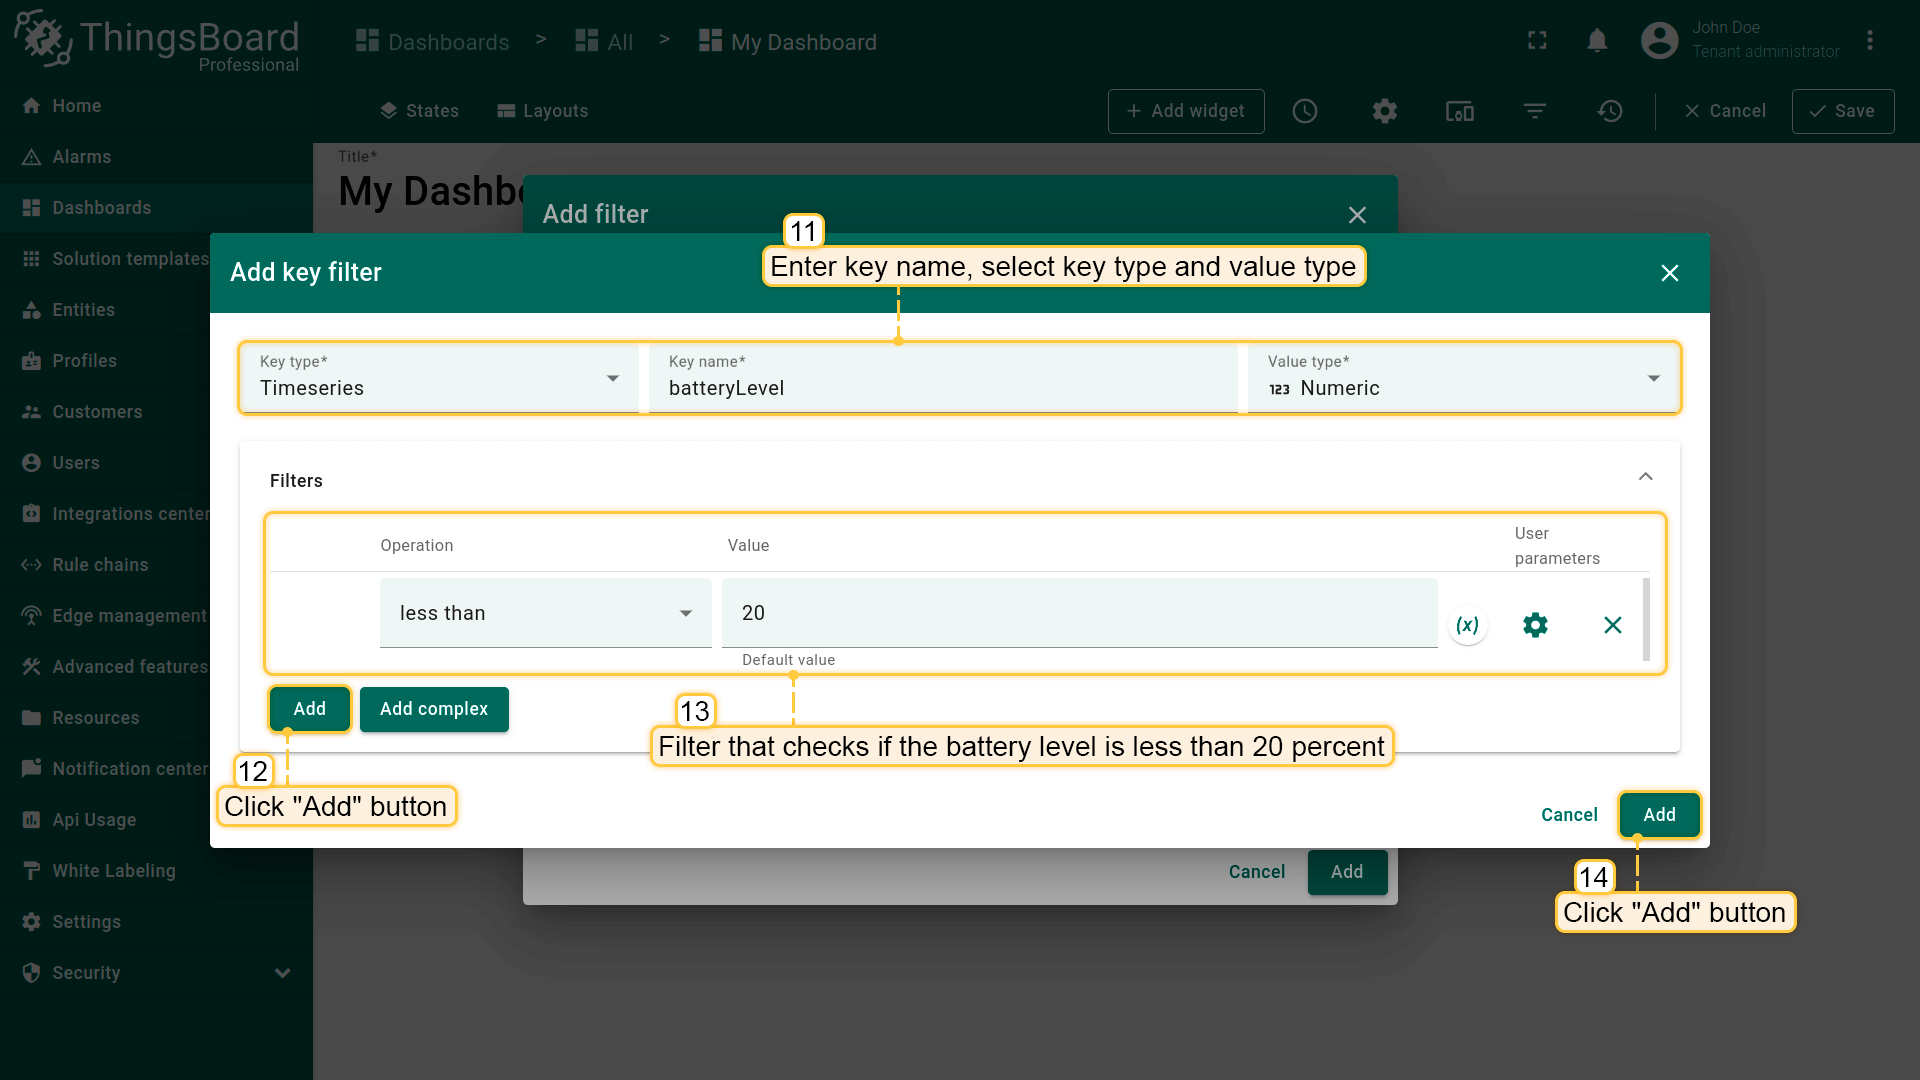 ThingsBoard
Professional
Dashboards > All > My Dashboard
John Doe
Tenant administrator
Home
Alarms
Dashboards
Solution templates
Entities
Profiles
Customers
Users
Integrations center
Rule chains
Edge management
Advanced features
Resources
Notification center
Api Usage
White Labeling
Settings
Security
States
Layouts
+ Add widget
Cancel
Save
Title*
My Dashbo
Add filter
11
Enter key name, select key type and value type
Add key filter
Key type*
Timeseries
Key name*
batteryLevel
Value type*
123 Numeric
Filters
Operation
Value
User
parameters
less than
20
(x)
Default value
Add
Add complex
13
Filter that checks if the battery level is less than 20 percent
12
Click "Add" button
Cancel
Add
Cancel
Add
14
Click "Add" button